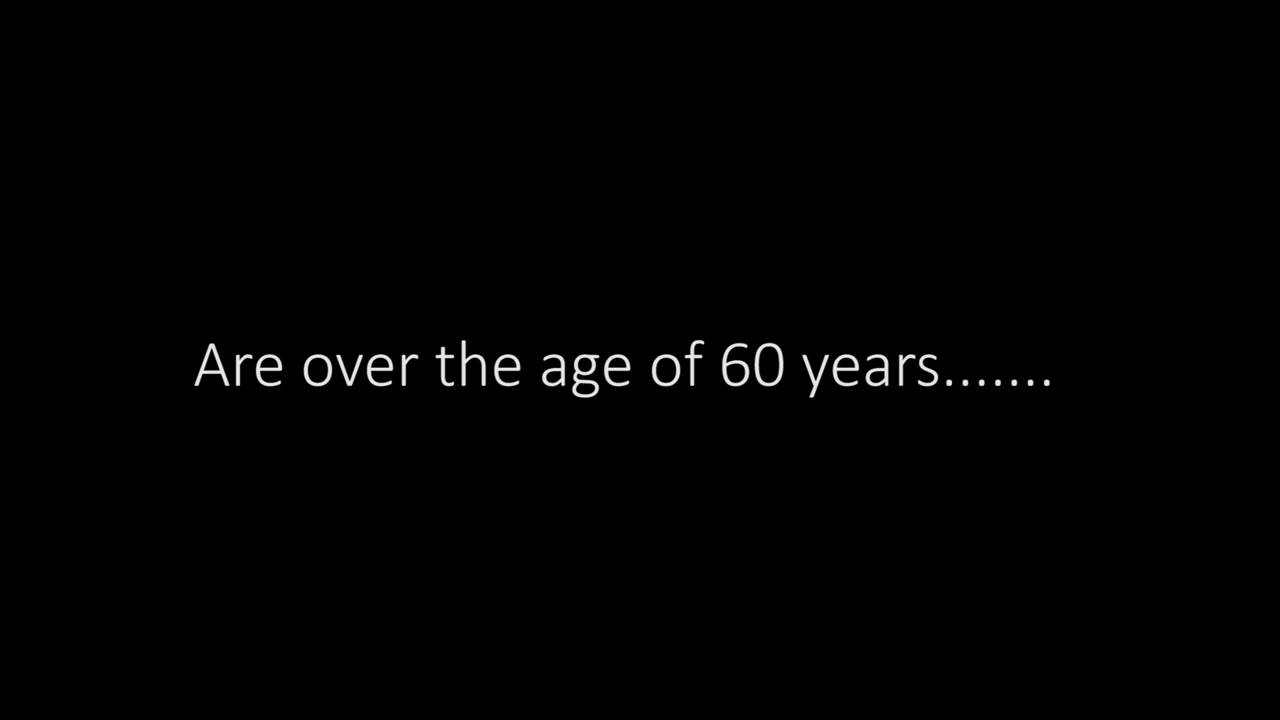 Are over the age of 60 years.......